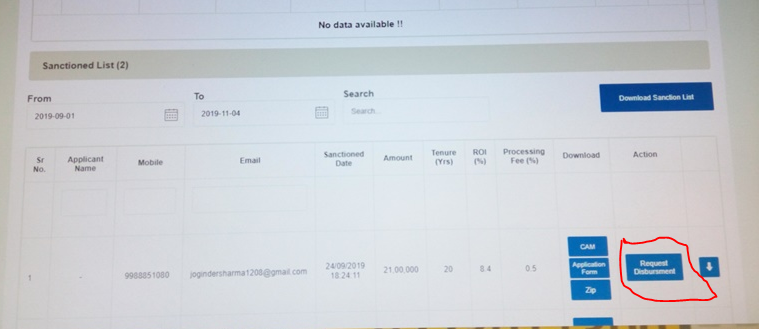 No data available !!
Sanctioned List (2)
From To Search
2019-09-01 2019-11-04 Search...
Download Sanction List
Sr No. Applicant Name Mobile Email Sanctioned Date Amount Tenure (Yrs) ROI (%) Processing Fee (%) Download Action
1 - 9988851080 jogindersharma1208@gmail.com 24/09/2019 18:24:11 21,00,000 20 8.4 0.5
CAM
Application Form
Zip
Request Disbursment